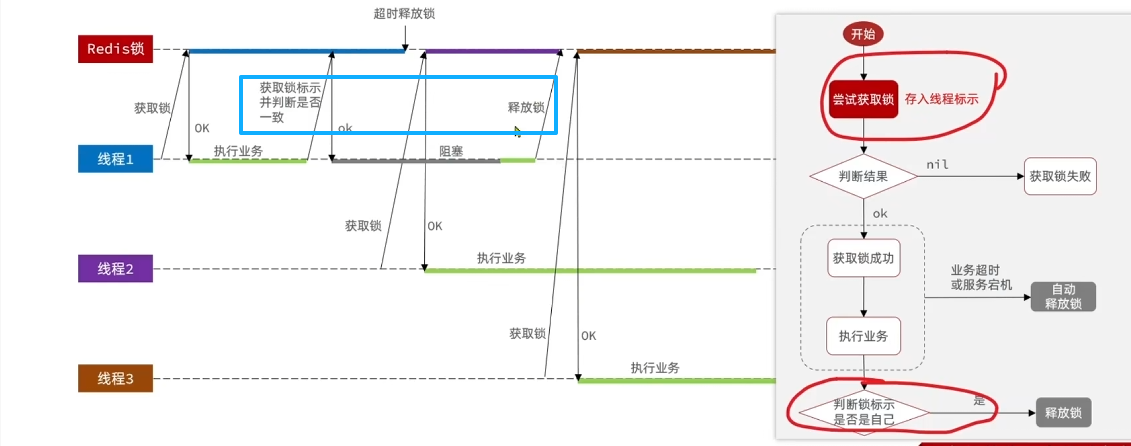 超时释放锁
Redis锁
获取锁
OK
获取锁标示
并判断是否
一致
ok
释放锁
线程1
执行业务
阻塞
获取锁
OK
线程2
执行业务
获取锁
OK
线程3
执行业务
开始
尝试获取锁
存入线程标示
判断结果
nil
获取锁失败
ok
获取锁成功
执行业务
业务超时
或服务宕机
自动
释放锁
判断锁标示
是否是自己
是
释放锁